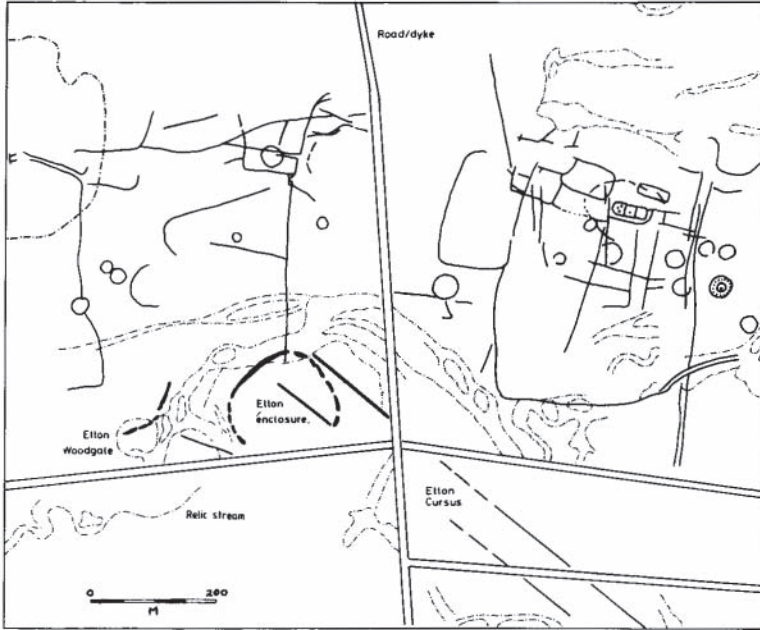 Road/dyke
Etton
enclosure.
Etton
Woodgate
Etton
Cursus
Relic stream
0 200
M